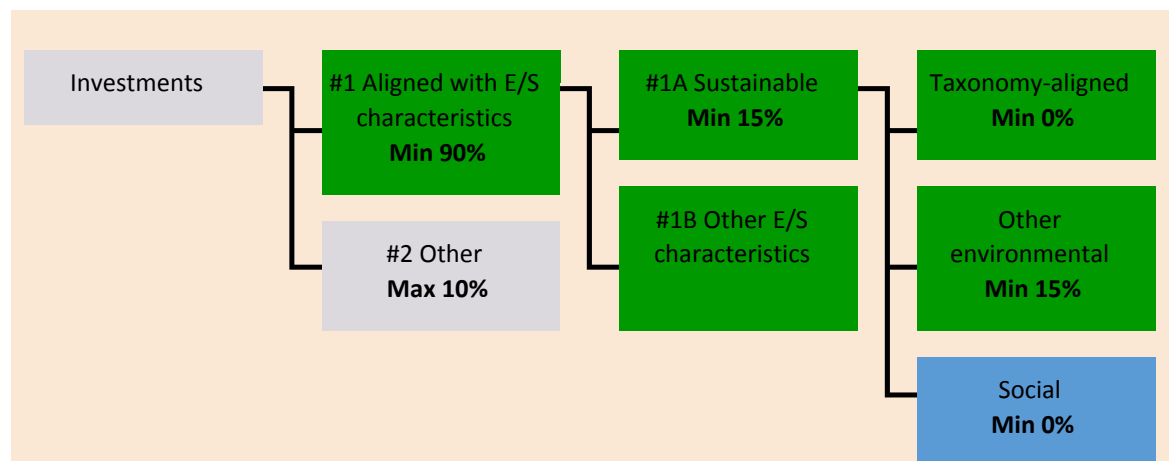 Investments
#1 Aligned with E/S
characteristics
Min 90%
#2 Other
Max 10%
#1A Sustainable
Min 15%
#1B Other E/S
characteristics
Taxonomy-aligned
Min 0%
Other
environmental
Min 15%
Social
Min 0%